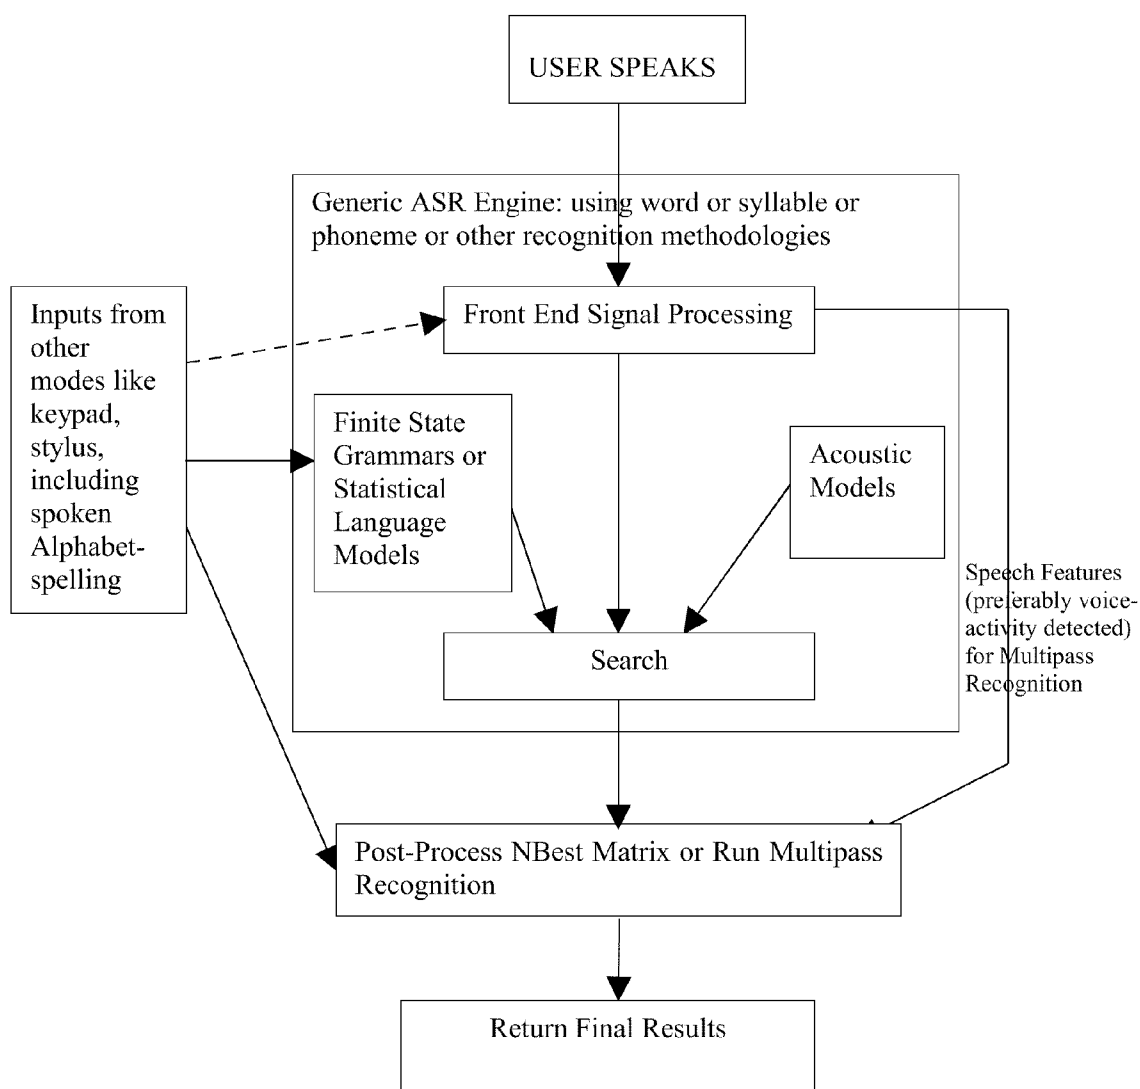 USER SPEAKS
Generic ASR Engine: using word or syllable or
phoneme or other recognition methodologies
Inputs from
other
modes like
keypad,
stylus,
including
spoken
Alphabet-
spelling
Front End Signal Processing
Finite State
Grammars or
Statistical
Language
Models
Acoustic
Models
Speech Features
(preferably voice-
activity detected)
for Multipass
Recognition
Search
Post-Process NBest Matrix or Run Multipass
Recognition
Return Final Results